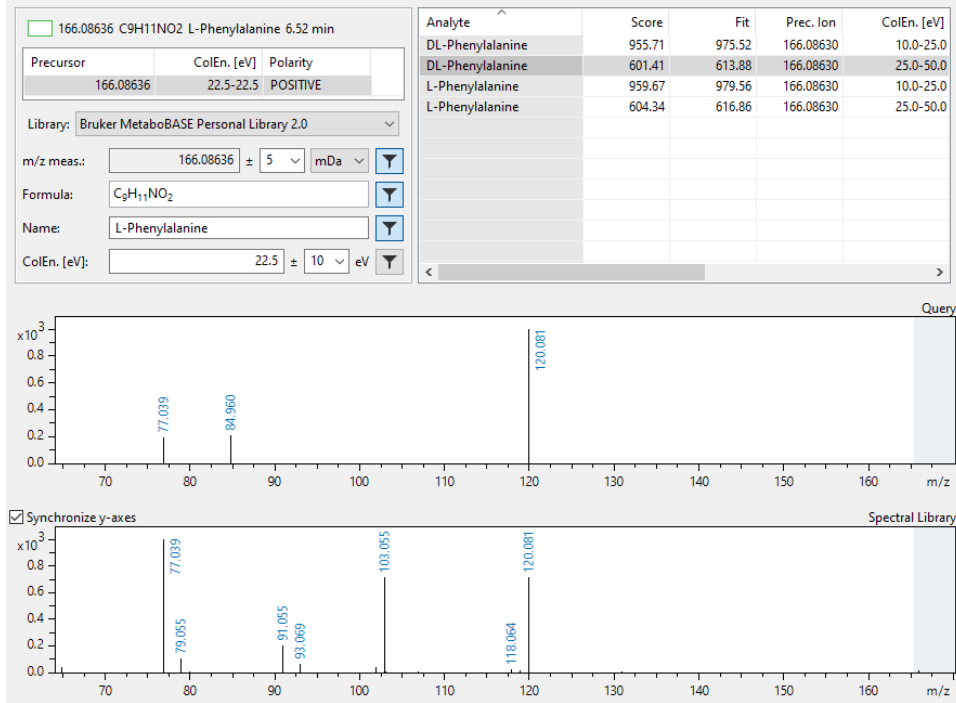 166.08636 C9H11NO2 L-Phenylalanine 6.52 min
Precursor ColEn. [eV] Polarity
166.08636 22.5-22.5 POSITIVE
Library: Bruker MetaboBASE Personal Library 2.0
m/z meas.: 166.08636 ± 5 mDa
Formula: C₉H₁₁NO₂
Name: L-Phenylalanine
ColEn. [eV]: 22.5 ± 10 eV
Analyte Score Fit Prec. Ion ColEn. [eV]
DL-Phenylalanine 955.71 975.52 166.08630 10.0-25.0
DL-Phenylalanine 601.41 613.88 166.08630 25.0-50.0
L-Phenylalanine 959.67 979.56 166.08630 10.0-25.0
L-Phenylalanine 604.34 616.86 166.08630 25.0-50.0
Query
x10³
0.8
0.6
0.4
0.2
0.0
77.039 84.960 120.081
70 80 90 100 110 120 130 140 150 160 m/z
Synchronize y-axes Spectral Library
x10³
0.8
0.6
0.4
0.2
0.0
77.039 79.055 91.055 93.069 103.055 118.064 120.081
70 80 90 100 110 120 130 140 150 160 m/z